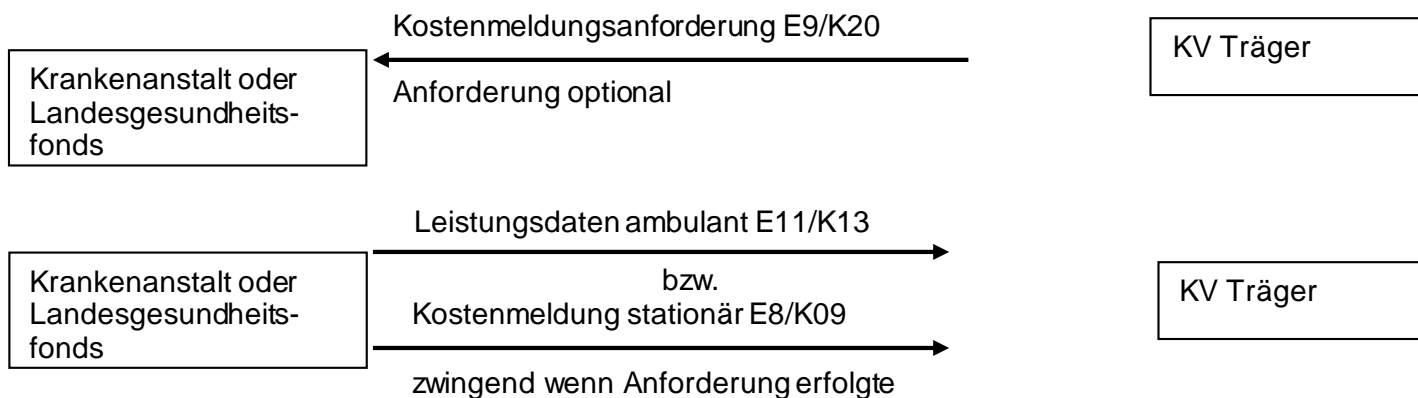 Kostenmeldungsanforderung E9/K20
KV Träger
Krankenanstalt oder
Landesgesundheits-
fonds
Anforderung optional
Leistungsdaten ambulant E11/K13
Krankenanstalt oder
Landesgesundheits-
fonds
bzw.
KV Träger
Kostenmeldung stationär E8/K09
zwingend wenn Anforderung erfolgte